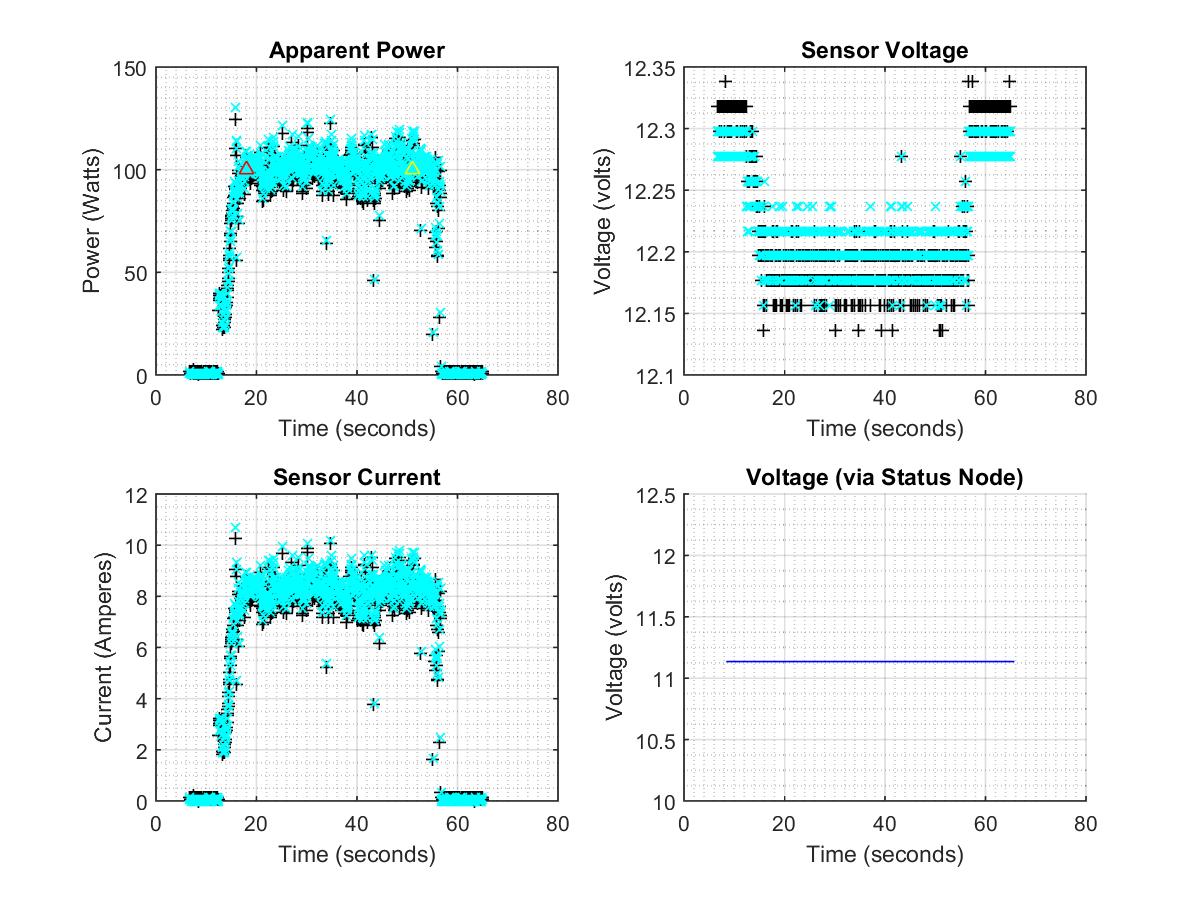 Apparent Power
150
100
50
0
0 20 40 60 80
Power (Watts)
Time (seconds)
Sensor Voltage
12.35
12.3
12.25
12.2
12.15
12.1
0 20 40 60 80
Voltage (volts)
Time (seconds)
Sensor Current
12
10
8
6
4
2
0
0 20 40 60 80
Current (Amperes)
Time (seconds)
Voltage (via Status Node)
12.5
12
11.5
11
10.5
10
0 20 40 60 80
Voltage (volts)
Time (seconds)